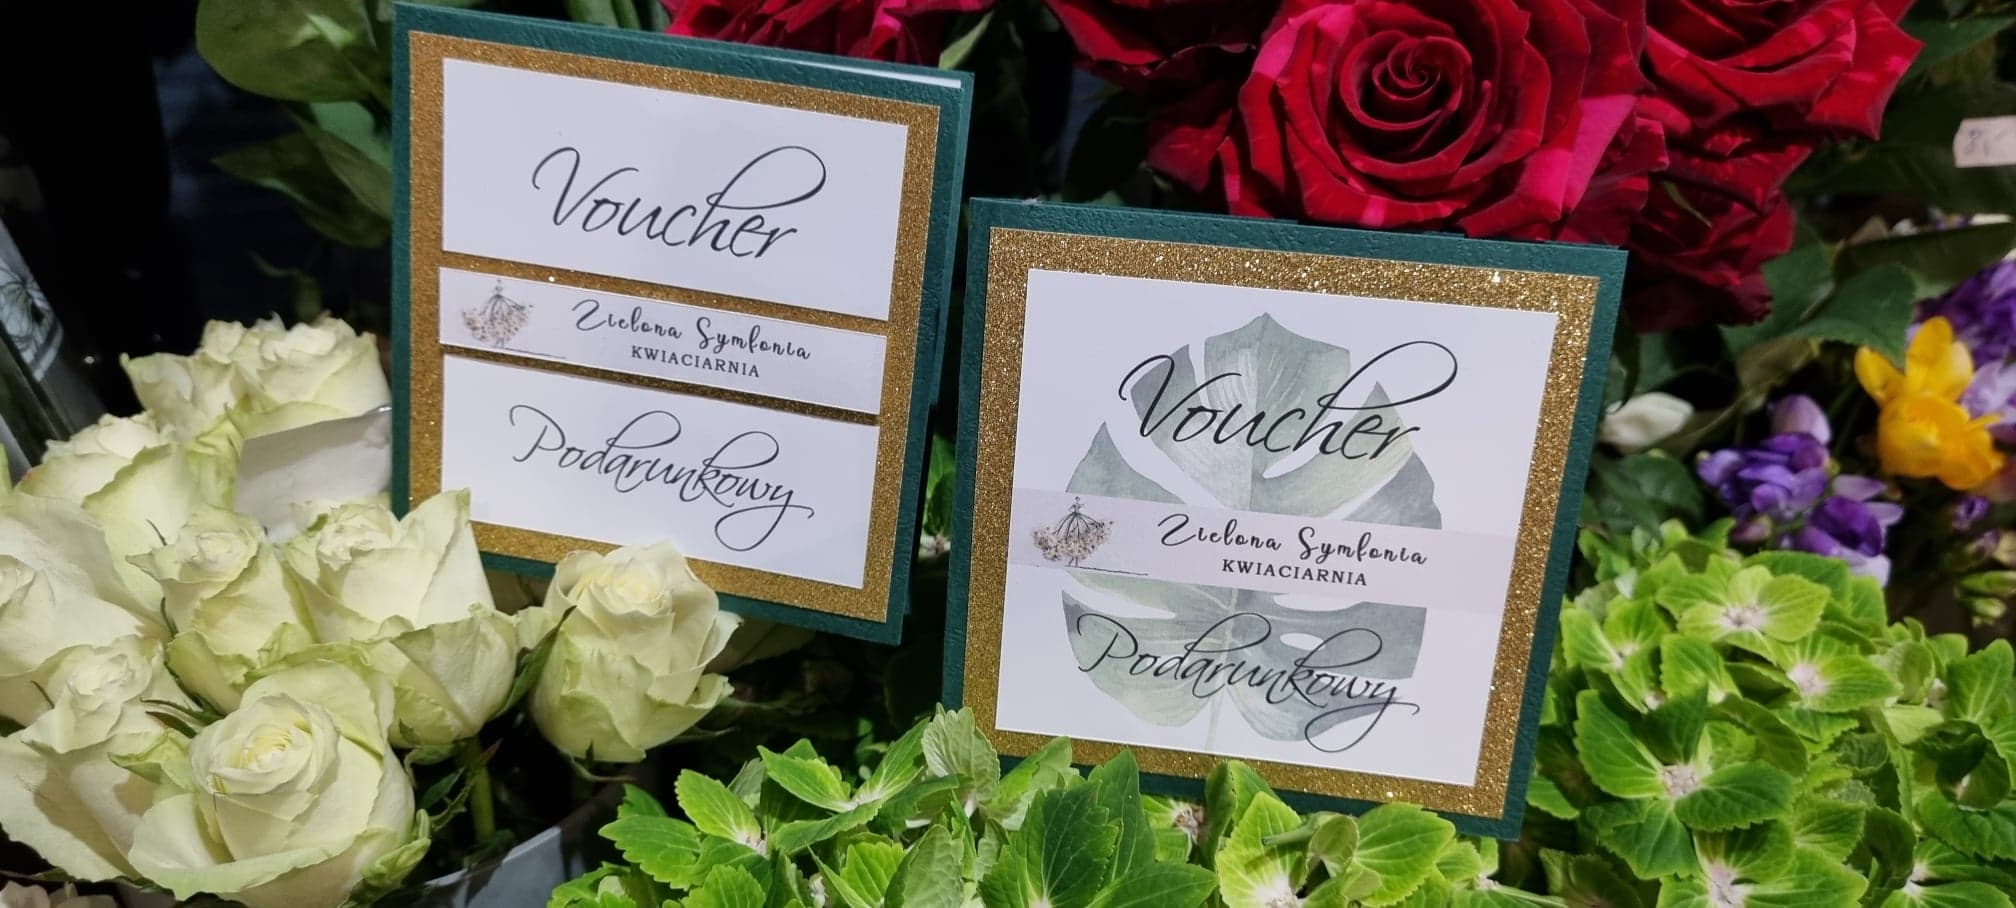 Voucher
Zielona Symfonia
KWIACIARNIA
Podarunkowy
Voucher
Zielona Symfonia
KWIACIARNIA
Podarunkowy